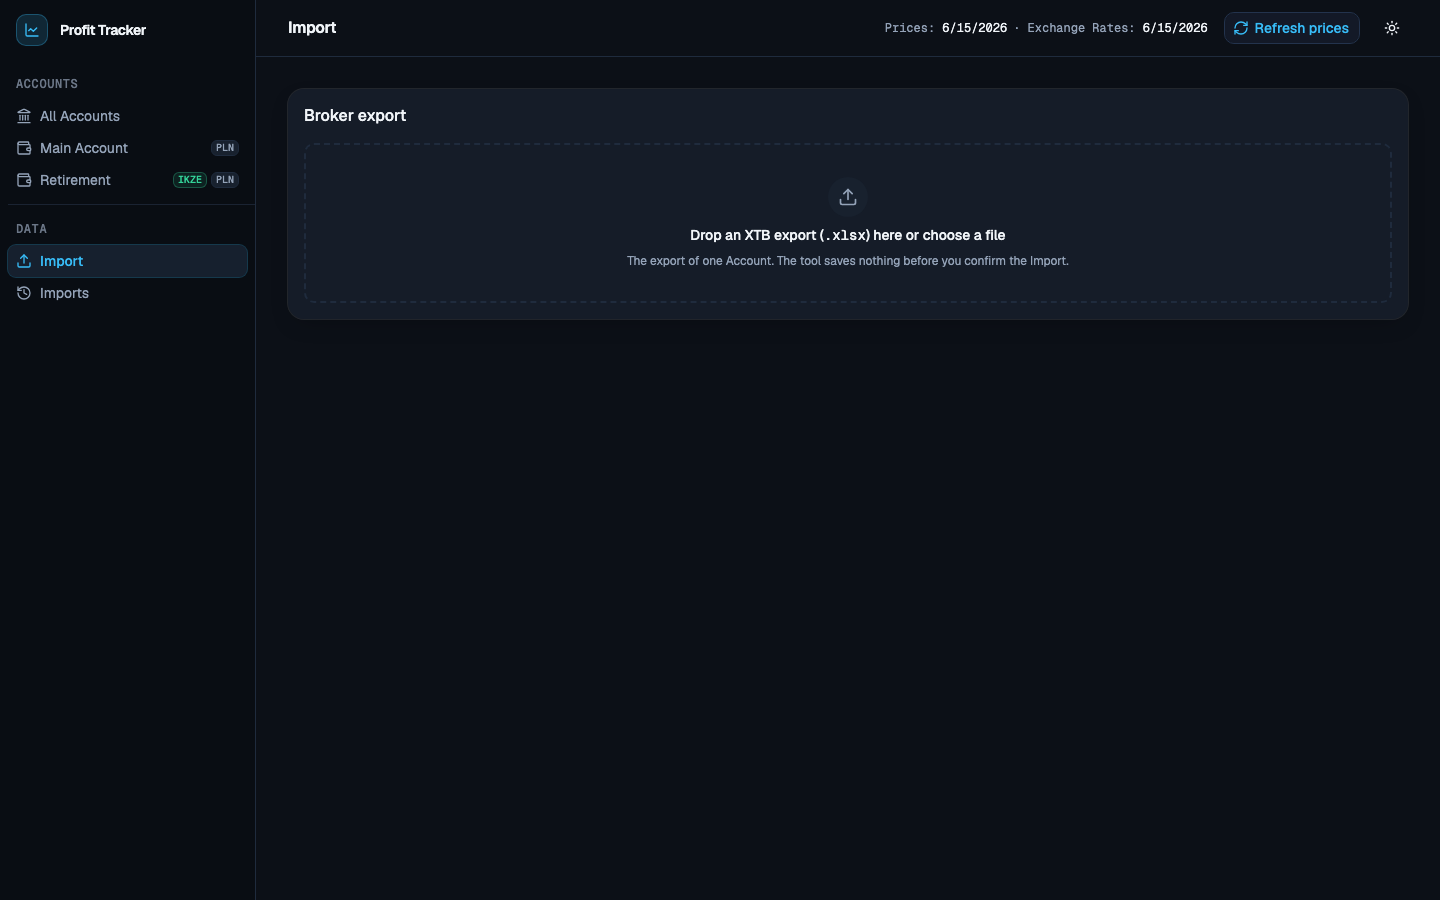 Profit Tracker
Import
Prices: 6/15/2026 · Exchange Rates: 6/15/2026
Refresh prices
ACCOUNTS
All Accounts
Main Account PLN
Retirement IKZE PLN
DATA
Import
Imports
Broker export
Drop an XTB export (.xlsx) here or choose a file
The export of one Account. The tool saves nothing before you confirm the Import.